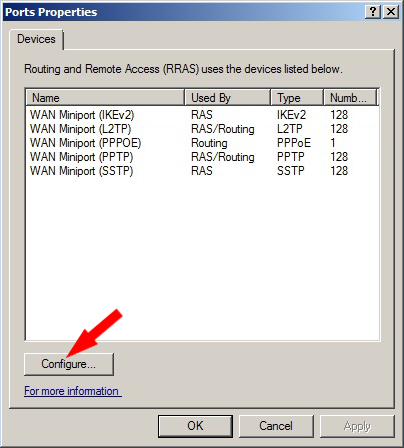 Ports Properties
Devices
Routing and Remote Access (RRAS) uses the devices listed below.
Name Used By Type Numb...
WAN Miniport (IKEv2) RAS IKEv2 128
WAN Miniport (L2TP) RAS/Routing L2TP 128
WAN Miniport (PPPOE) Routing PPPoE 1
WAN Miniport (PPTP) RAS/Routing PPTP 128
WAN Miniport (SSTP) RAS SSTP 128
Configure...
For more information
OK Cancel Apply